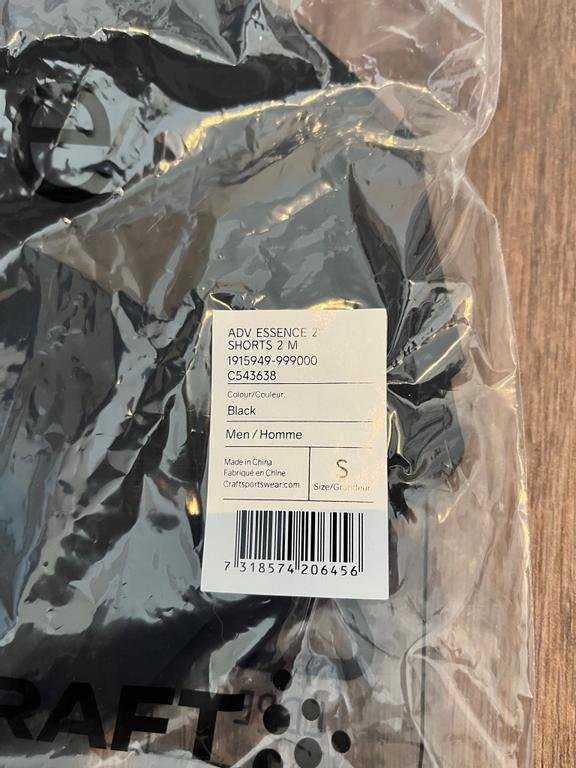 e
ADV ESSENCE 2"
SHORTS 2 M
1915949-999000
C543638
Colour/Couleur:
Black
Men / Homme
Made in China
Fabriqué en Chine
Craftsportswear.com
S
Size/Grandeur
7 318574 206456
RAFT